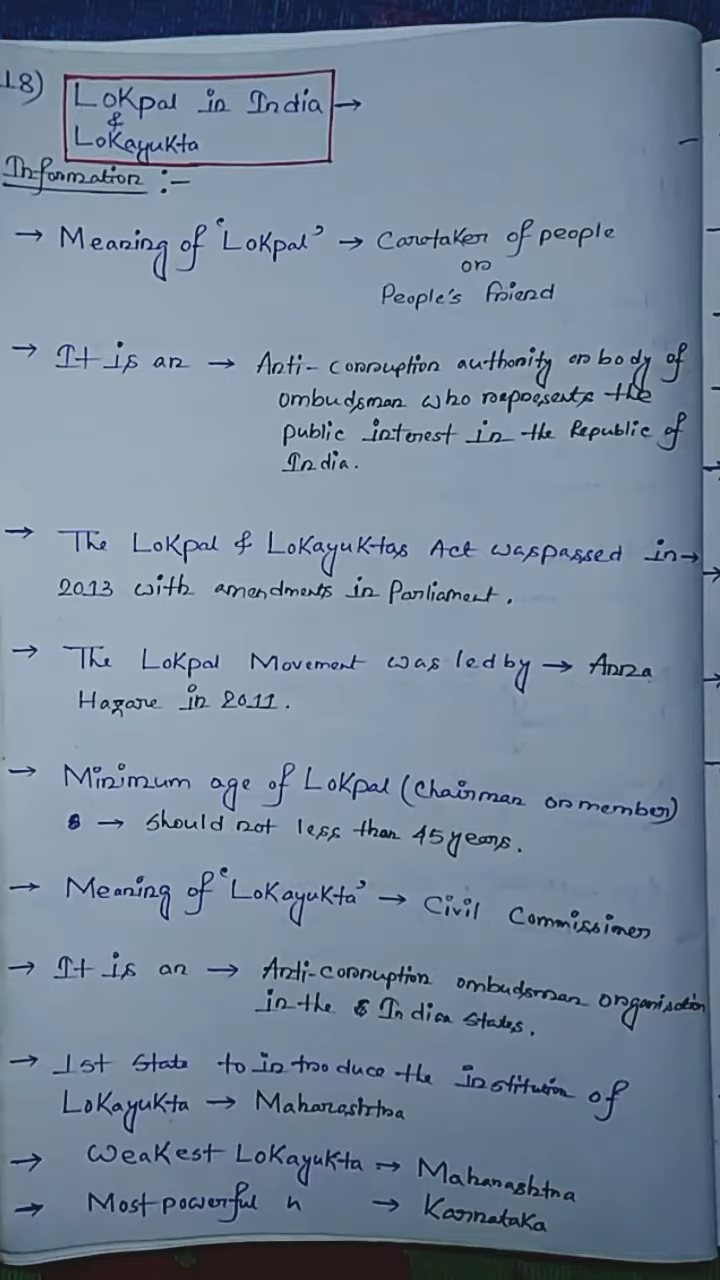 18) Lokpal in India →
&
Lokayukta
Information :-
→ Meaning of 'Lokpal' → Caretaker of people
or
People's friend
→ It is an → Anti-corruption authority or body of
ombudsman who represents the
public interest in the Republic of
India.
→ The Lokpal & Lokayuktas Act was passed in →
2013 with amendments in Parliament.
→ The Lokpal Movement was led by → Anna
Hazare in 2011.
→ Minimum age of Lokpal (Chairman or member)
→ should not less than 45 years.
→ Meaning of 'Lokayukta' → Civil Commissioner
→ It is an → Anti-corruption ombudsman organisation
in the Indian states.
→ 1st state to introduce the institution of
Lokayukta → Maharashtra
→ Weakest Lokayukta → Maharashtra
→ Most powerful " → Karnataka